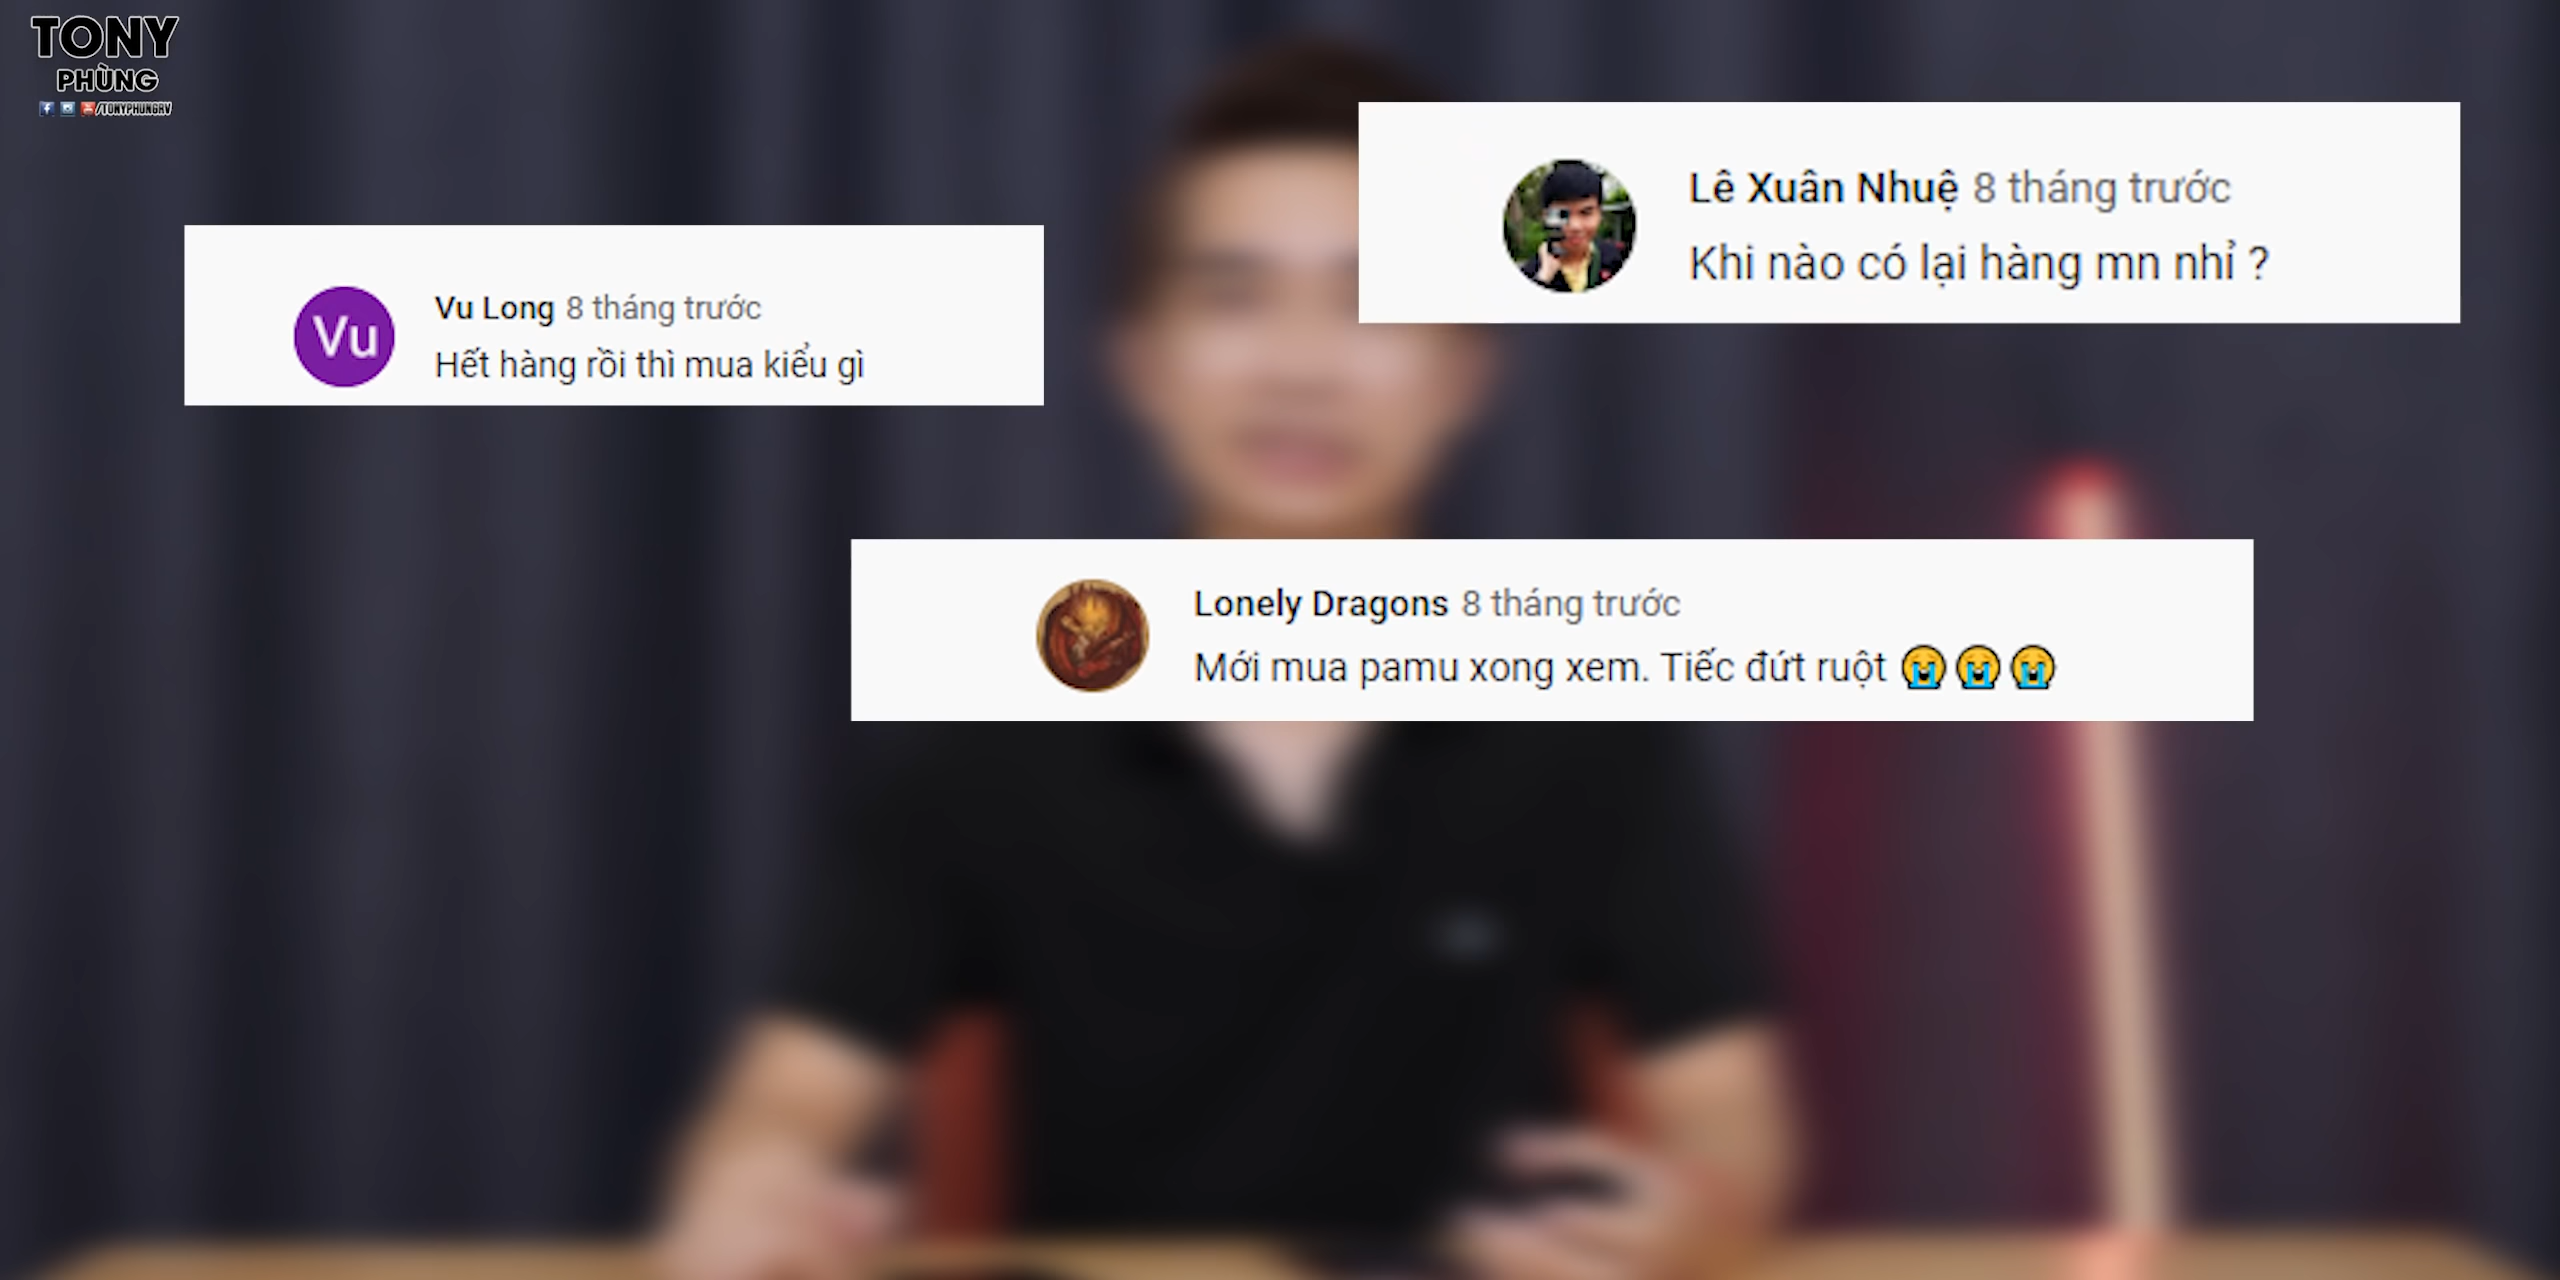 TONY
PHÙNG
/TONYPHUNGRV
Lê Xuân Nhuệ 8 tháng trước
Khi nào có lại hàng mn nhỉ ?
Vu
Vu Long 8 tháng trước
Hết hàng rồi thì mua kiểu gì
Lonely Dragons 8 tháng trước
Mới mua pamu xong xem. Tiếc đứt ruột 😭😭😭